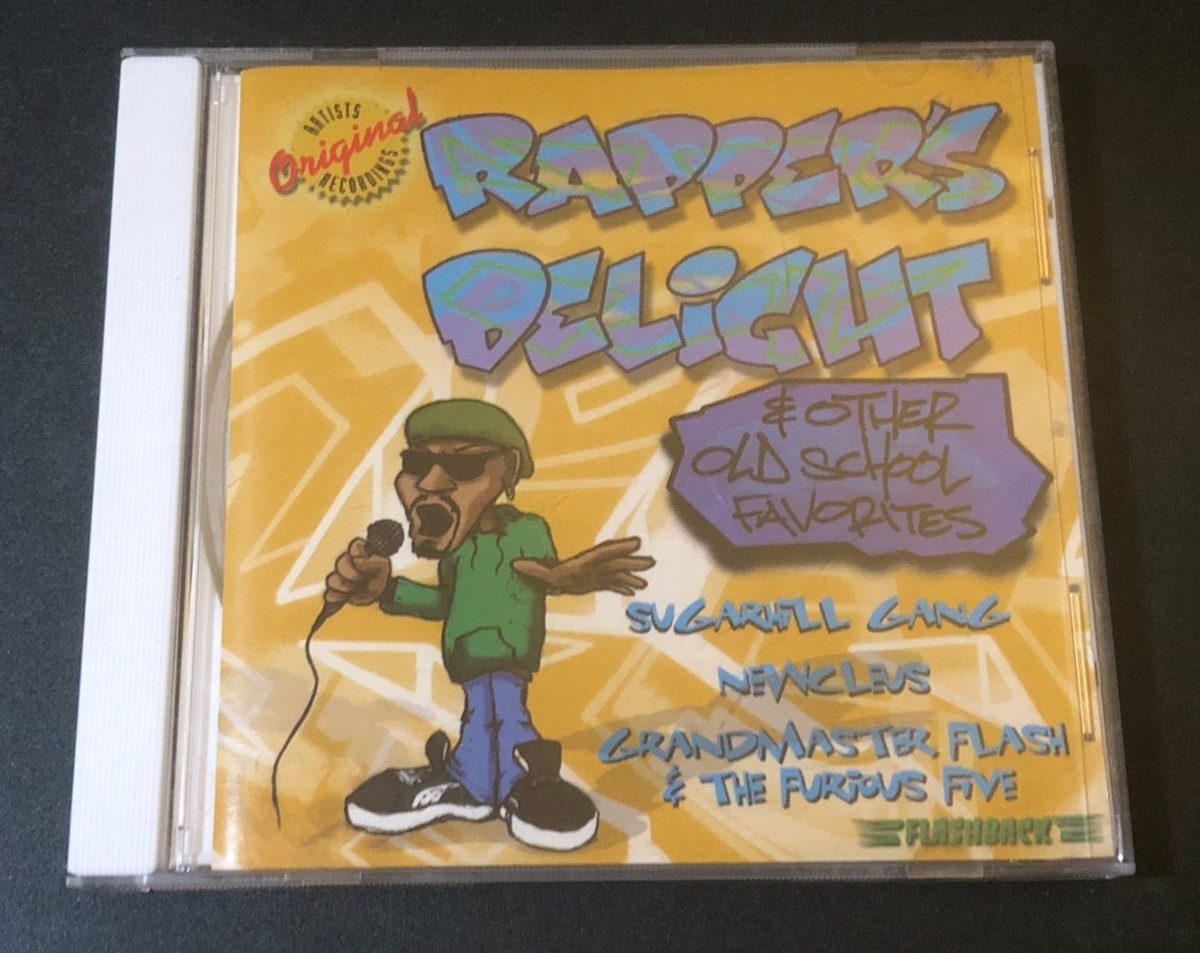 ARTISTS
Original
RECORDINGS
RAPPER'S
DELIGHT
& OTHER
OLD SCHOOL
FAVORITES
SUGARHILL GANG
NEWCLEUS
GRANDMASTER FLASH
& THE FURIOUS FIVE
FLASHBACK